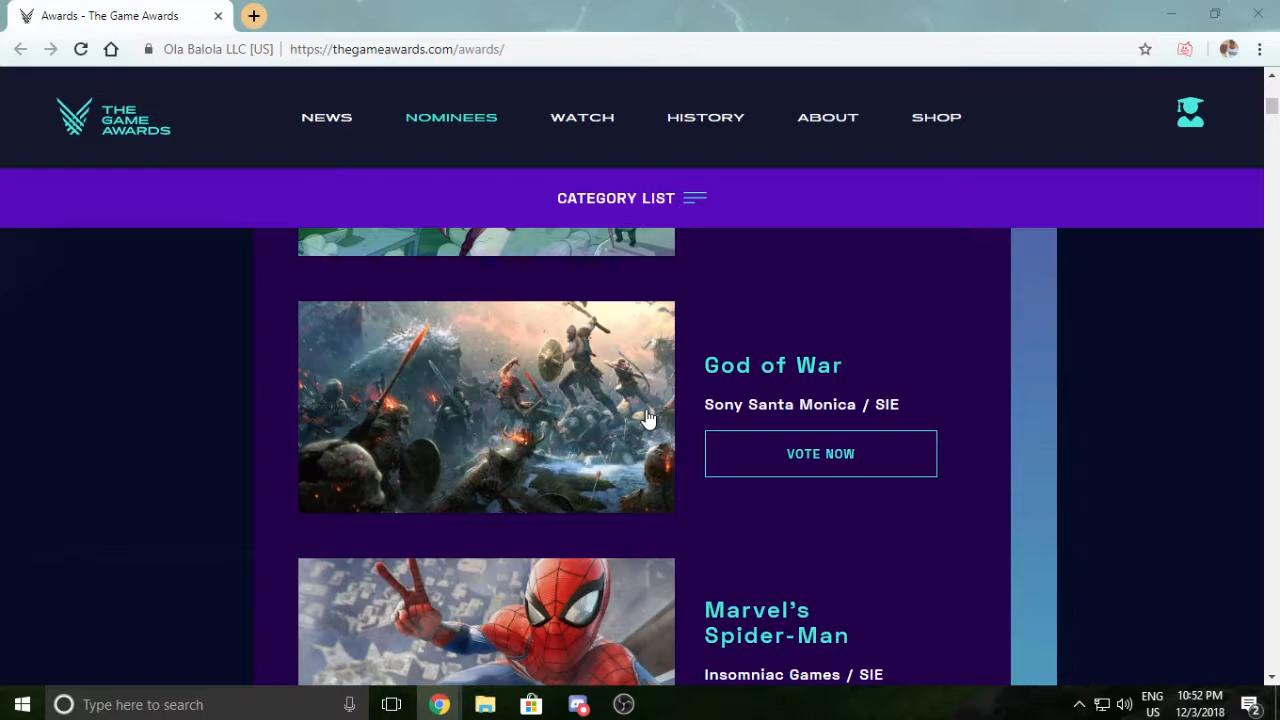 Awards - The Game Awards
Ola Balola LLC [US] https://thegameawards.com/awards/
THE
GAME
AWARDS
NEWS NOMINEES WATCH HISTORY ABOUT SHOP
CATEGORY LIST
God of War
Sony Santa Monica / SIE
VOTE NOW
Marvel's
Spider-Man
Insomniac Games / SIE
Type here to search
ENG
US
10:52 PM
12/3/2018
2